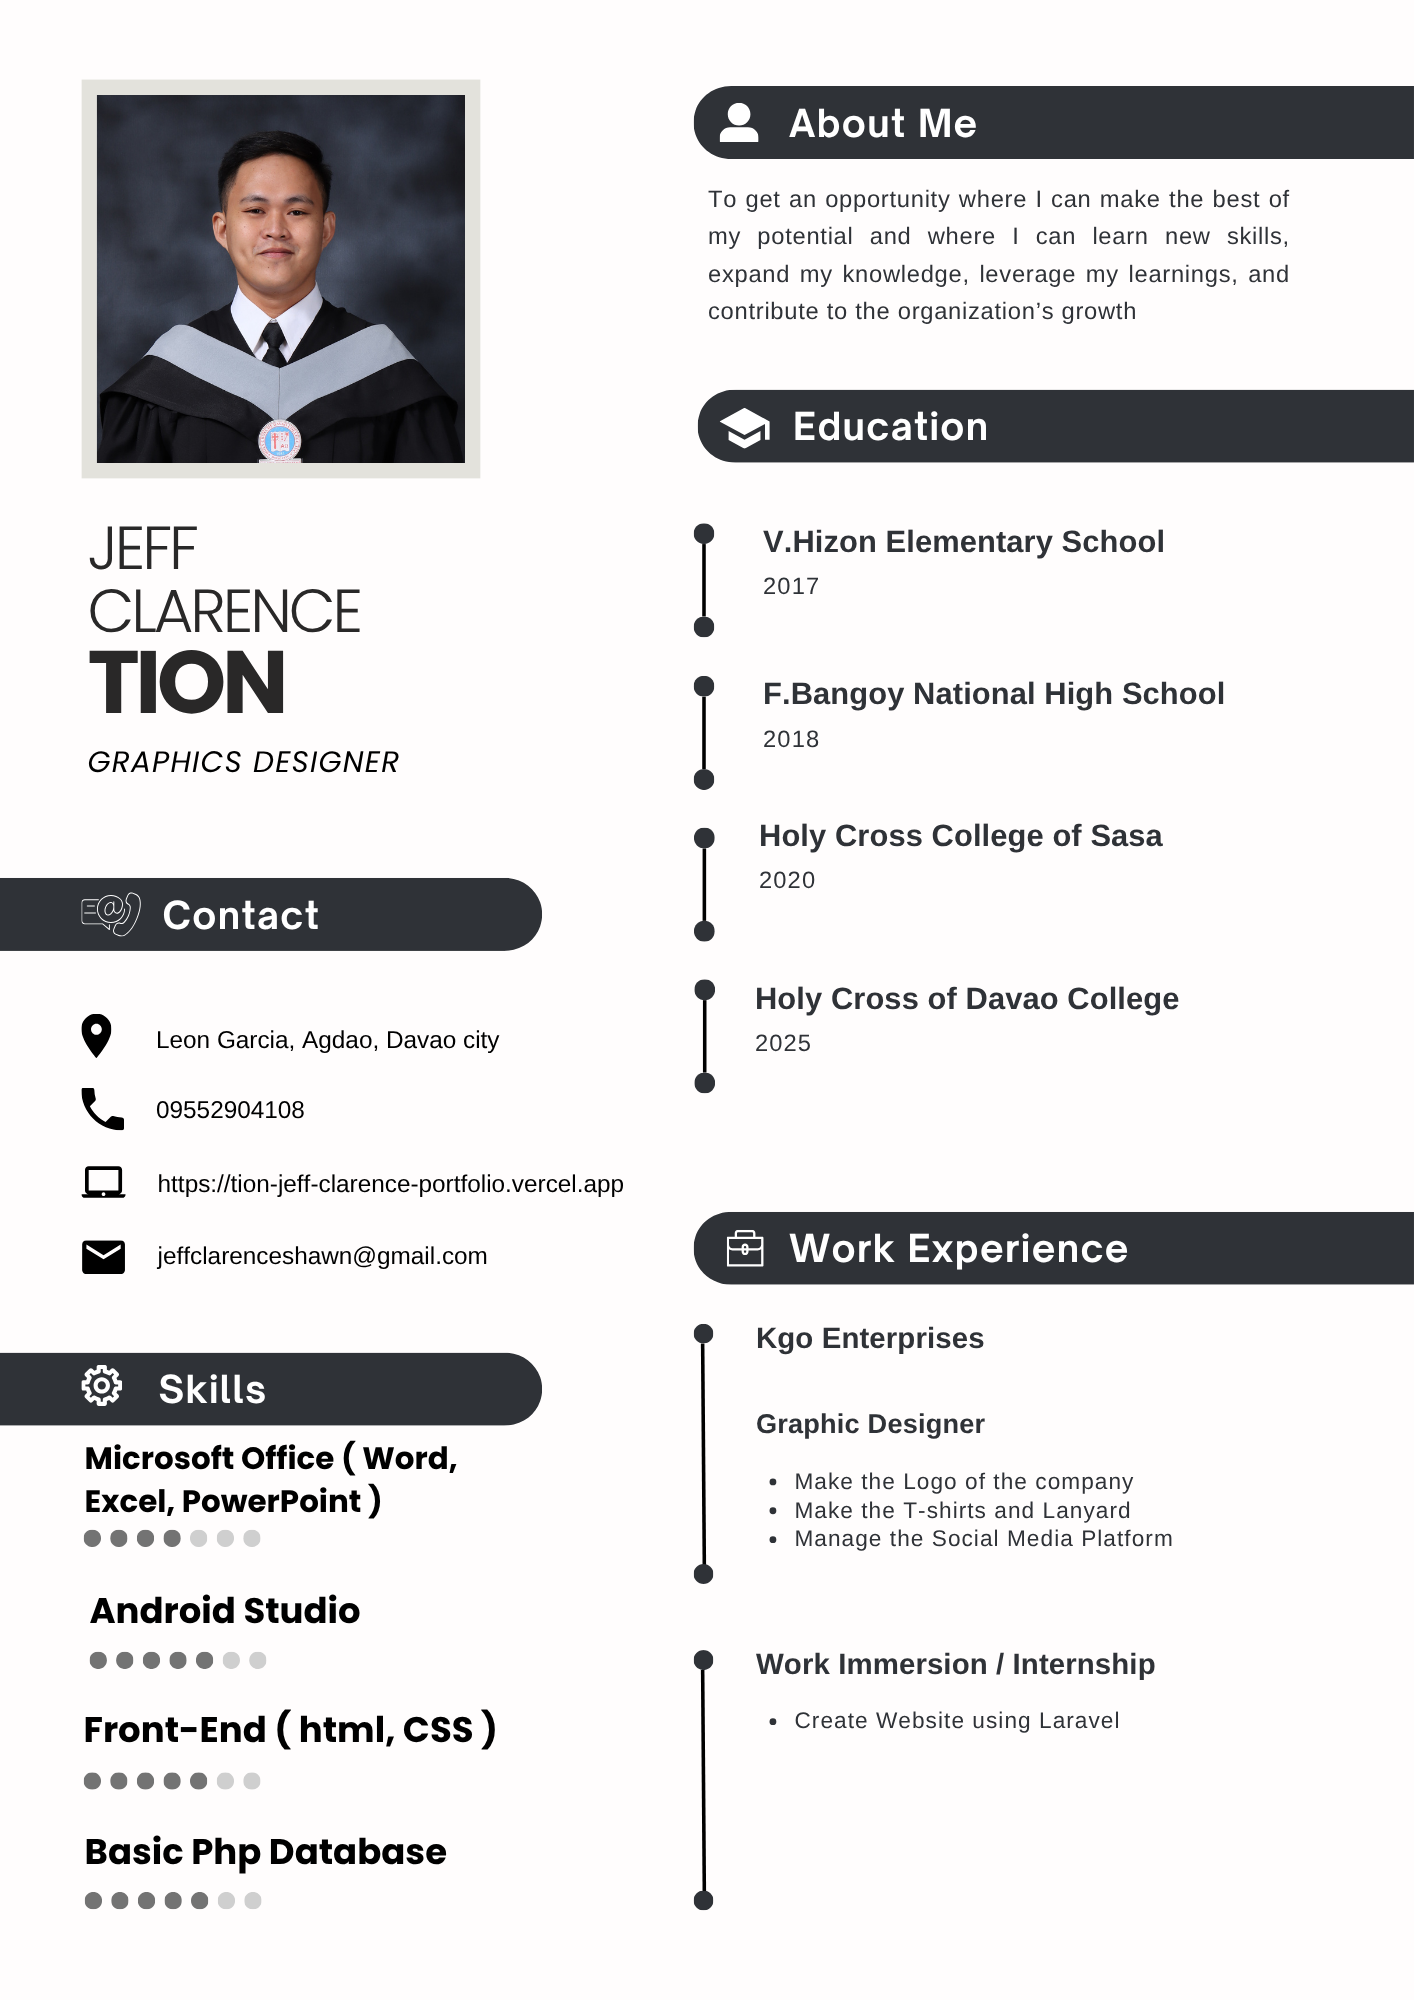 JEFF
CLARENCE
TION
GRAPHICS DESIGNER
Contact
Leon Garcia, Agdao, Davao city
09552904108
https://tion-jeff-clarence-portfolio.vercel.app
jeffclarenceshawn@gmail.com
Skills
Microsoft Office ( Word,
Excel, PowerPoint )
Android Studio
Front-End ( html, CSS )
Basic Php Database
About Me
To get an opportunity where I can make the best of
my potential and where I can learn new skills,
expand my knowledge, leverage my learnings, and
contribute to the organization’s growth
Education
V.Hizon Elementary School
2017
F.Bangoy National High School
2018
Holy Cross College of Sasa
2020
Holy Cross of Davao College
2025
Work Experience
Kgo Enterprises
Graphic Designer
• Make the Logo of the company
• Make the T-shirts and Lanyard
• Manage the Social Media Platform
Work Immersion / Internship
• Create Website using Laravel